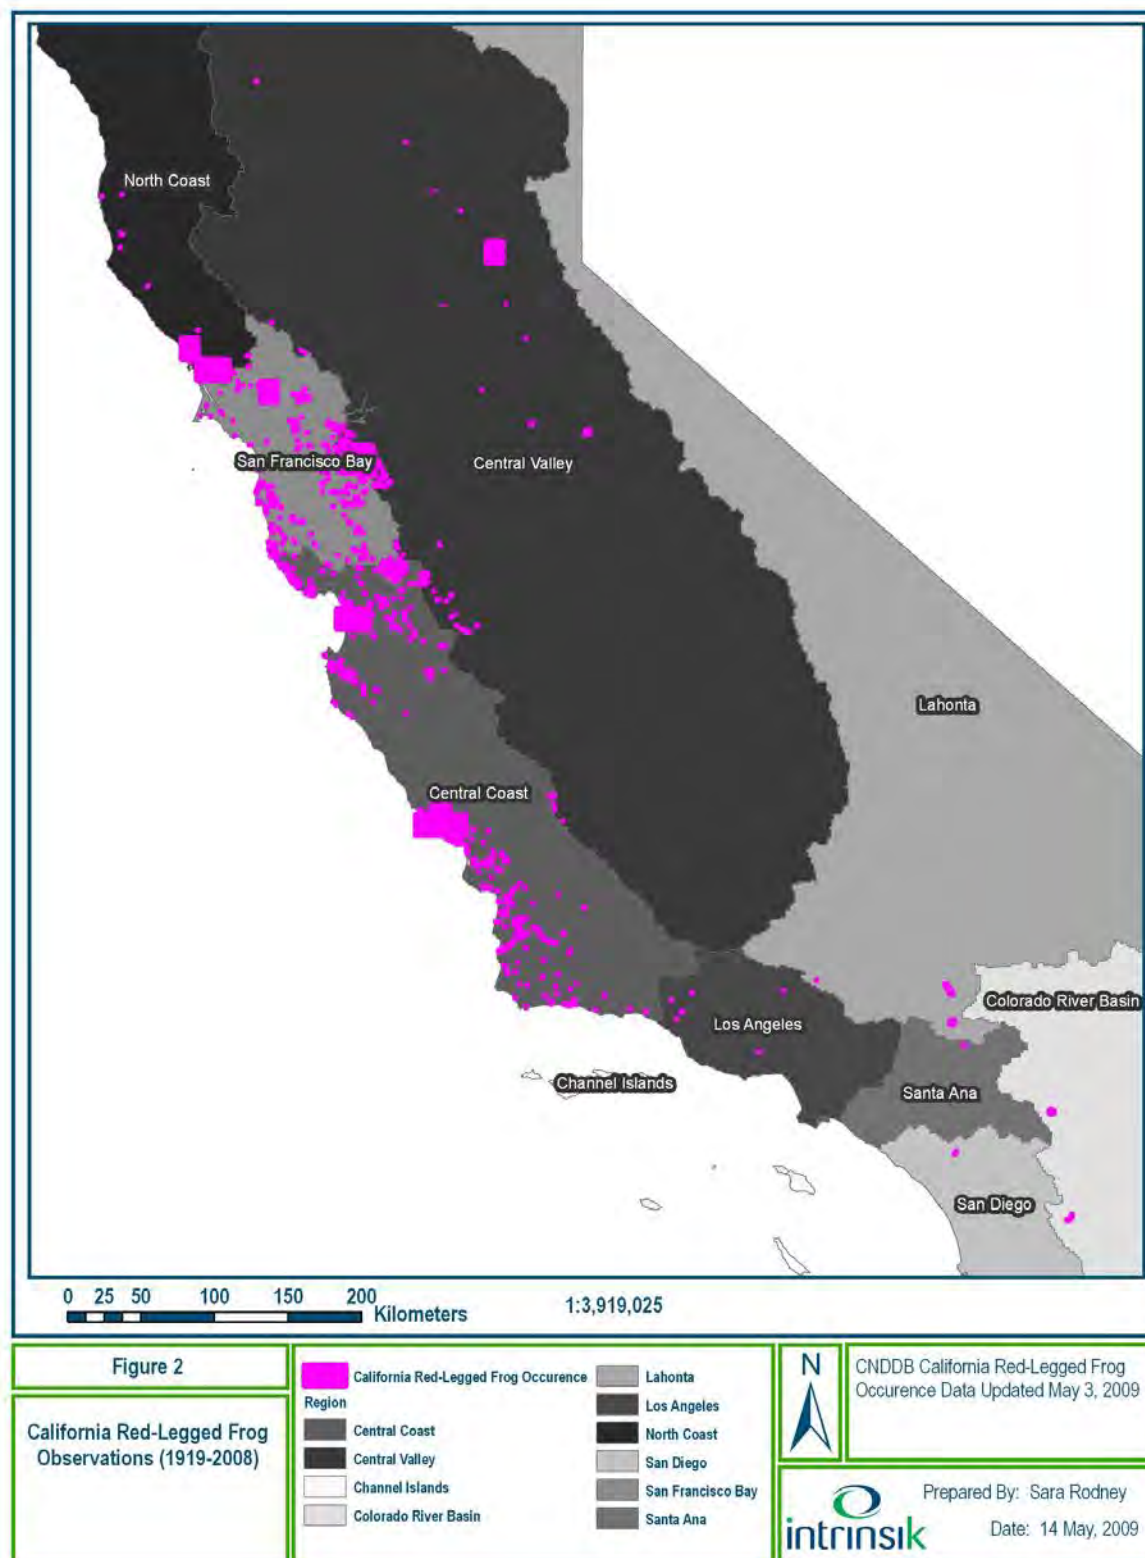 North Coast
San Francisco Bay
Central Valley
Lahonta
Central Coast
Colorado River Basin
Los Angeles
Channel Islands
Santa Ana
San Diego
0 25 50 100 150 200
Kilometers
1:3,919,025
Figure 2
California Red-Legged Frog
Observations (1919-2008)
California Red-Legged Frog Occurence
Region
Central Coast
Central Valley
Channel Islands
Colorado River Basin
Lahonta
Los Angeles
North Coast
San Diego
San Francisco Bay
Santa Ana
N
CNDDB California Red-Legged Frog
Occurence Data Updated May 3, 2009
intrinsik
Prepared By: Sara Rodney
Date: 14 May, 2009